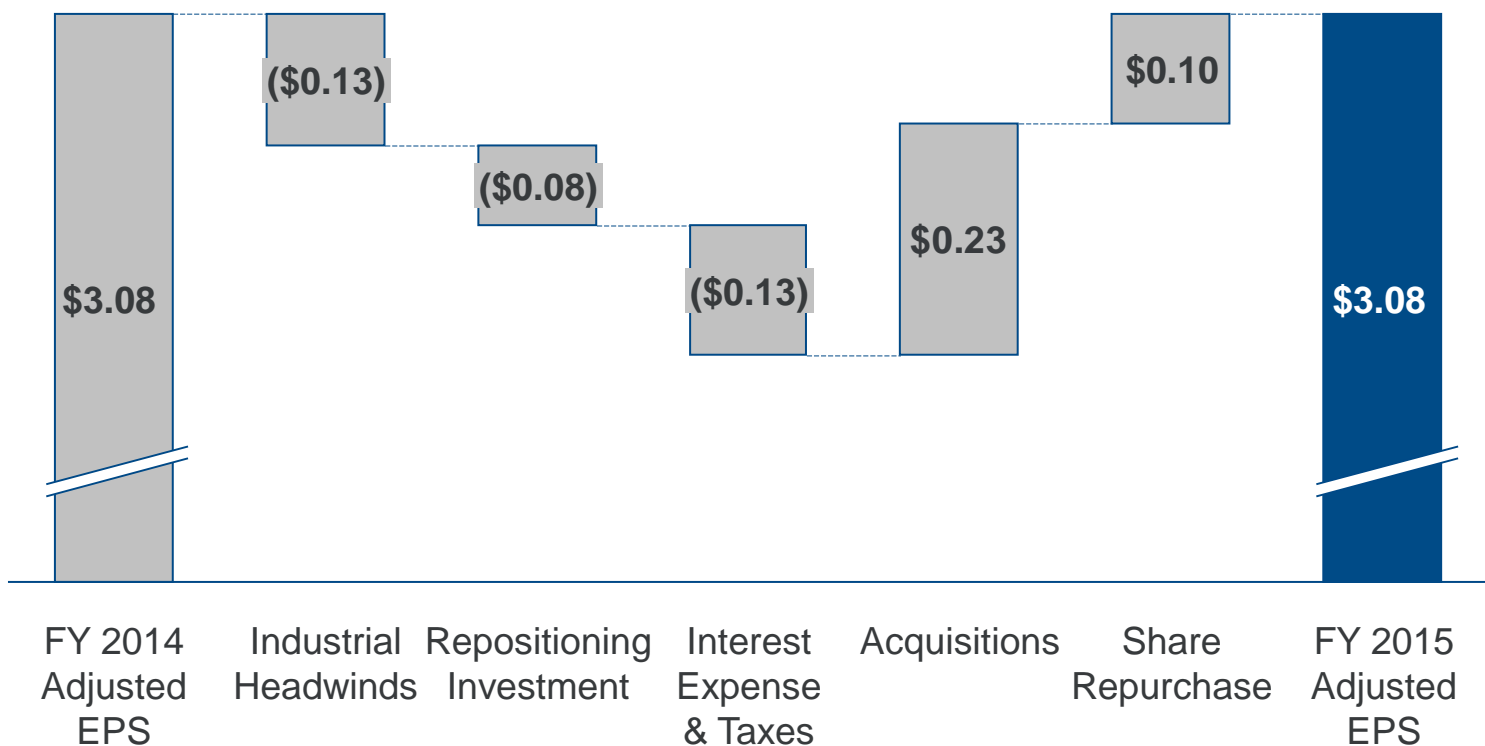 $3.08
($0.13)
($0.08)
($0.13)
$0.23
$0.10
$3.08
FY 2014
Adjusted
EPS
Industrial
Headwinds
Repositioning
Investment
Interest
Expense
& Taxes
Acquisitions
Share
Repurchase
FY 2015
Adjusted
EPS